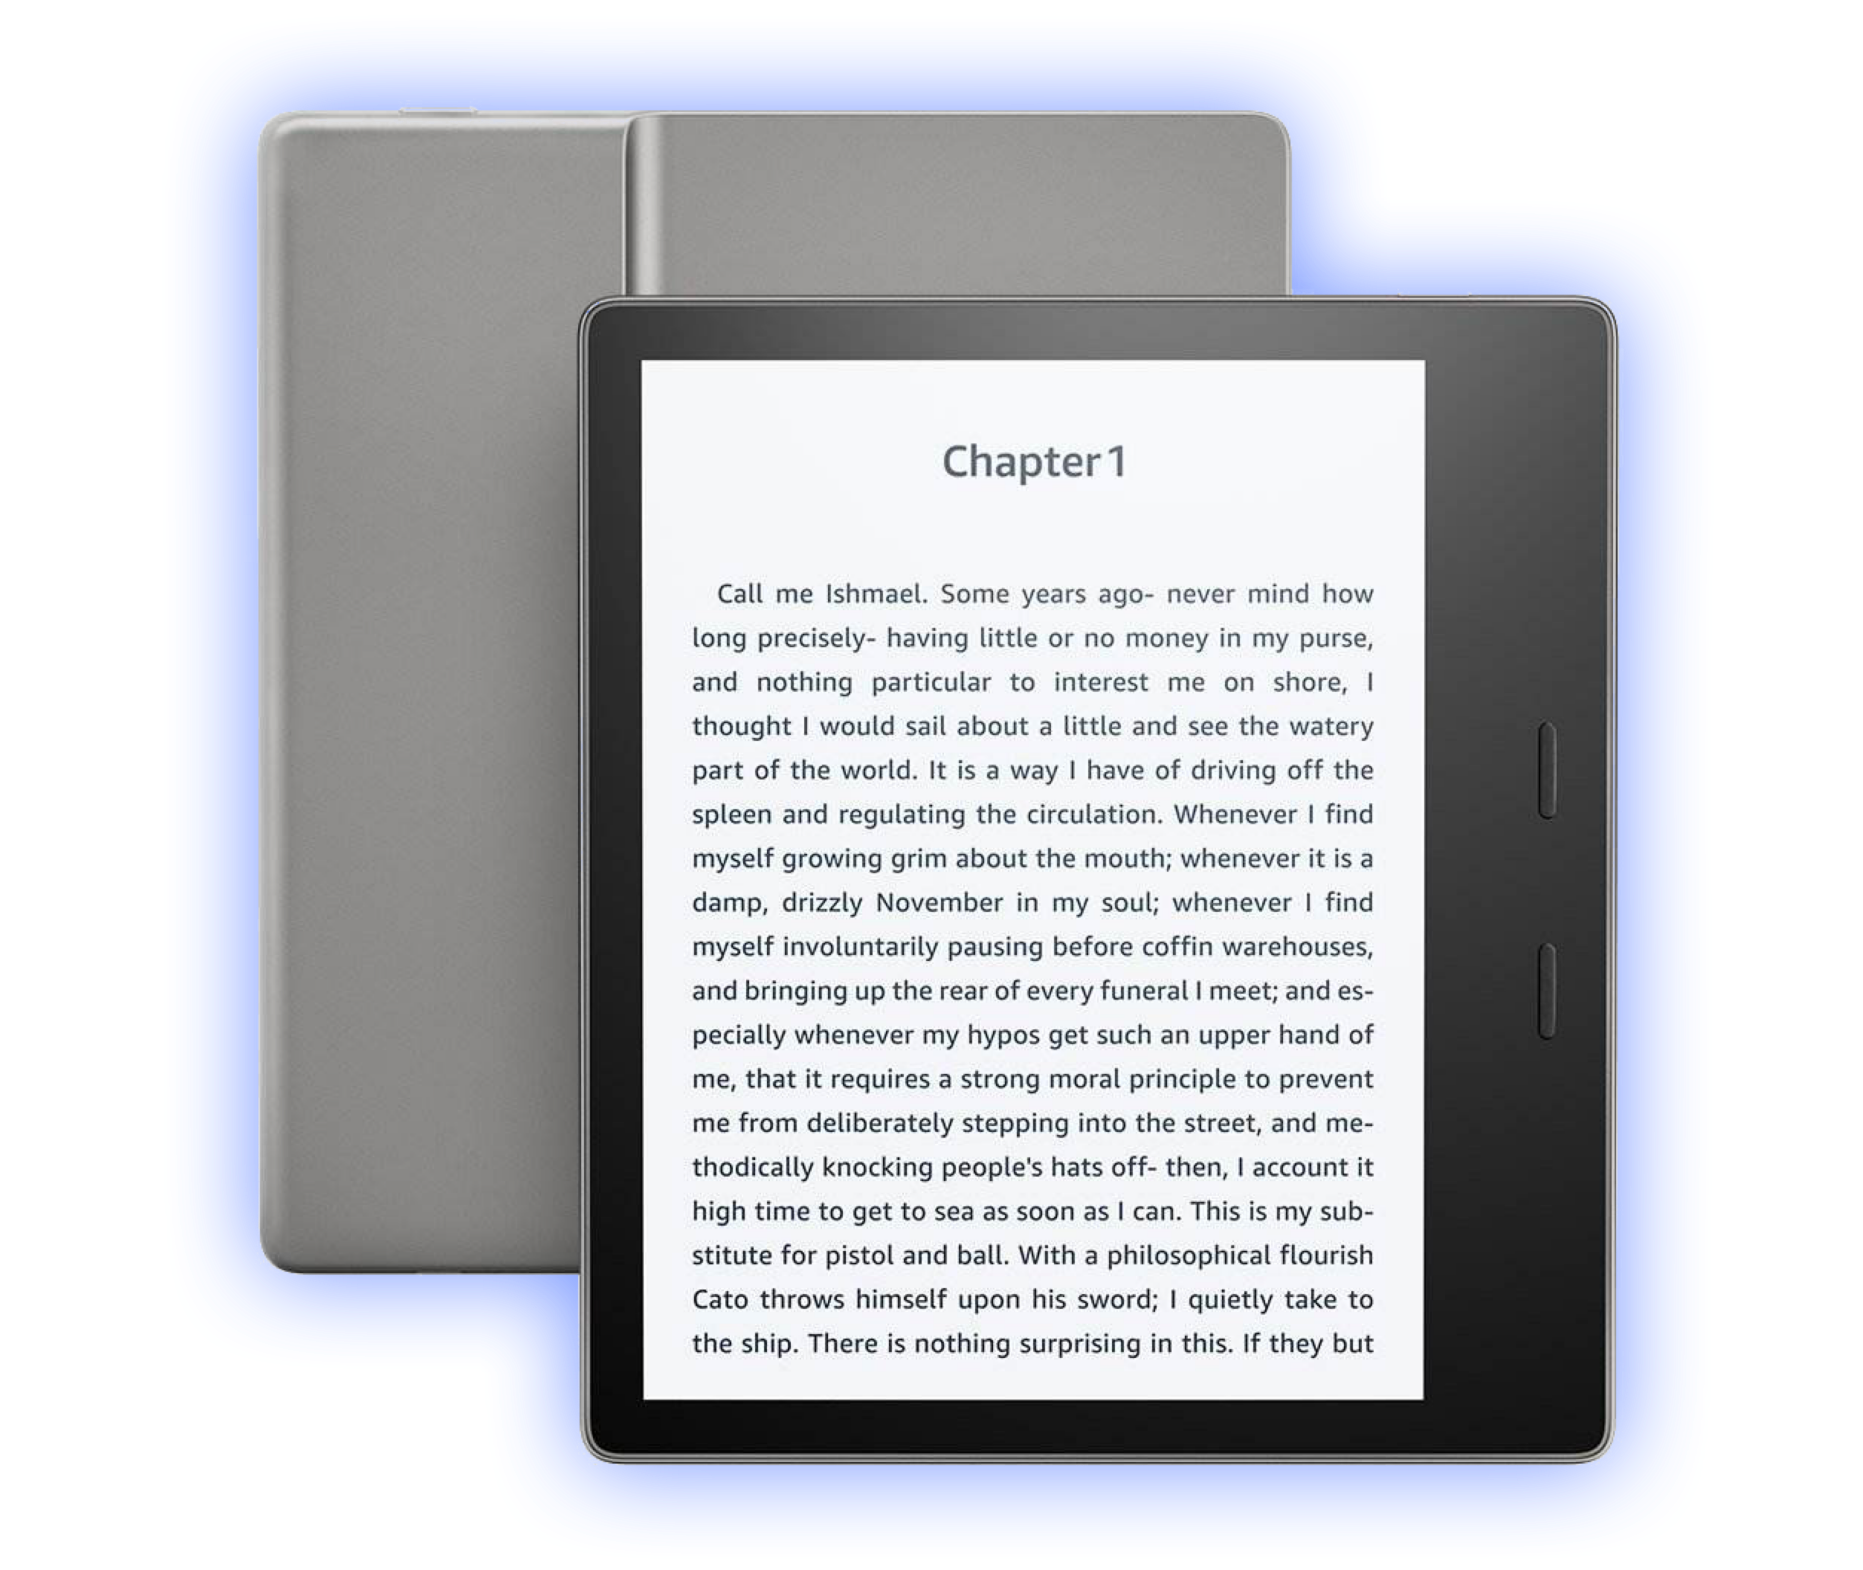 Chapter 1
Call me Ishmael. Some years ago- never mind how
long precisely- having little or no money in my purse,
and nothing particular to interest me on shore, I
thought I would sail about a little and see the watery
part of the world. It is a way I have of driving off the
spleen and regulating the circulation. Whenever I find
myself growing grim about the mouth; whenever it is a
damp, drizzly November in my soul; whenever I find
myself involuntarily pausing before coffin warehouses,
and bringing up the rear of every funeral I meet; and es-
pecially whenever my hypos get such an upper hand of
me, that it requires a strong moral principle to prevent
me from deliberately stepping into the street, and me-
thodically knocking people's hats off- then, I account it
high time to get to sea as soon as I can. This is my sub-
stitute for pistol and ball. With a philosophical flourish
Cato throws himself upon his sword; I quietly take to
the ship. There is nothing surprising in this. If they but